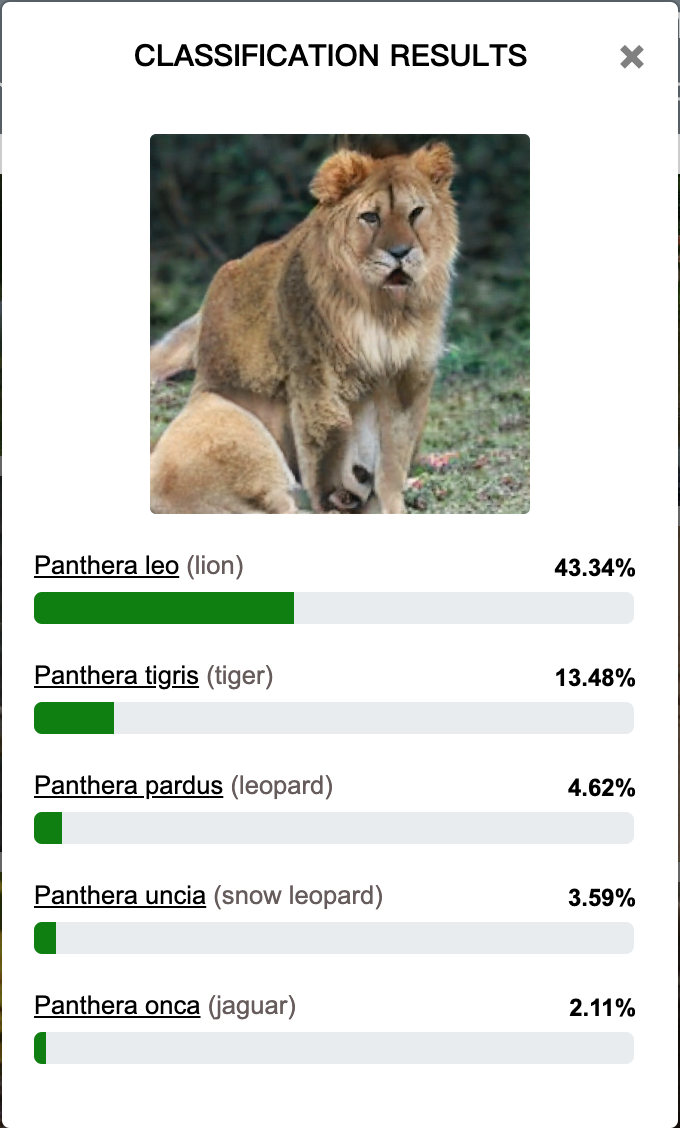 CLASSIFICATION RESULTS
Panthera leo (lion) 43.34%
Panthera tigris (tiger) 13.48%
Panthera pardus (leopard) 4.62%
Panthera uncia (snow leopard) 3.59%
Panthera onca (jaguar) 2.11%